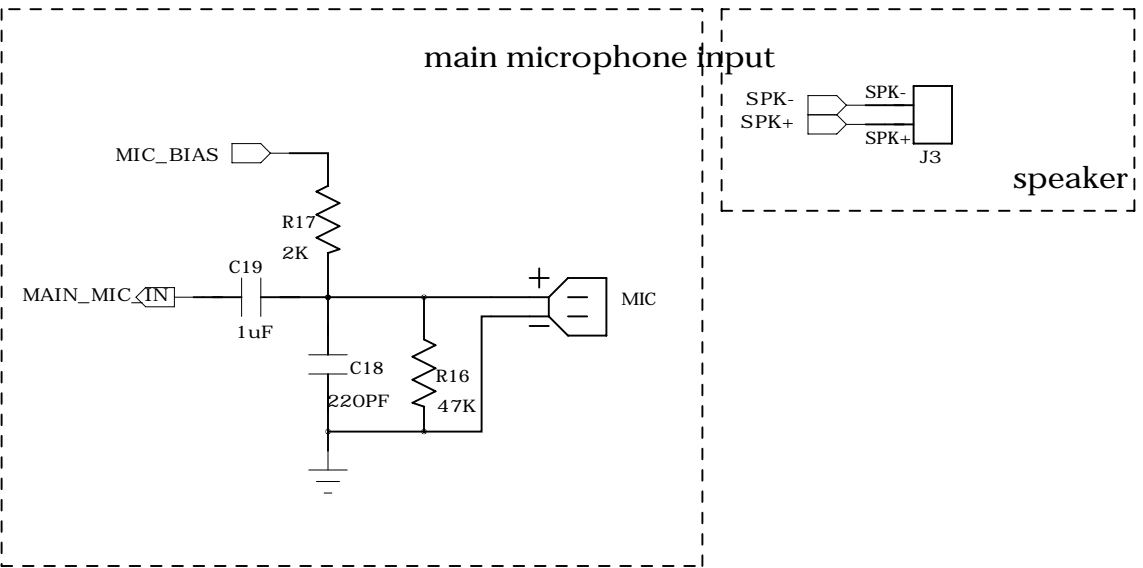 main microphone input
SPK-
SPK-
SPK+
SPK+
J3
speaker
MIC_BIAS
R17
2K
C19
MAIN_MIC_IN
1uF
+
MIC
−
C18
220PF
R16
47K